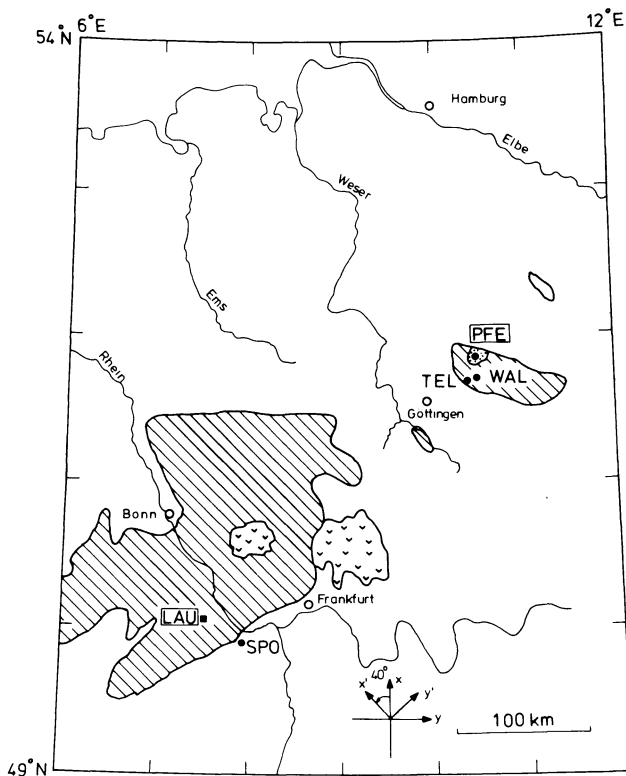 6°E
12°E
54°N
Hamburg
Elbe
Weser
Ems
Rhein
PFE
TEL
WAL
Gottingen
Bonn
Frankfurt
LAU
SPO
x'
40°
x
y'
y
100 km
49°N